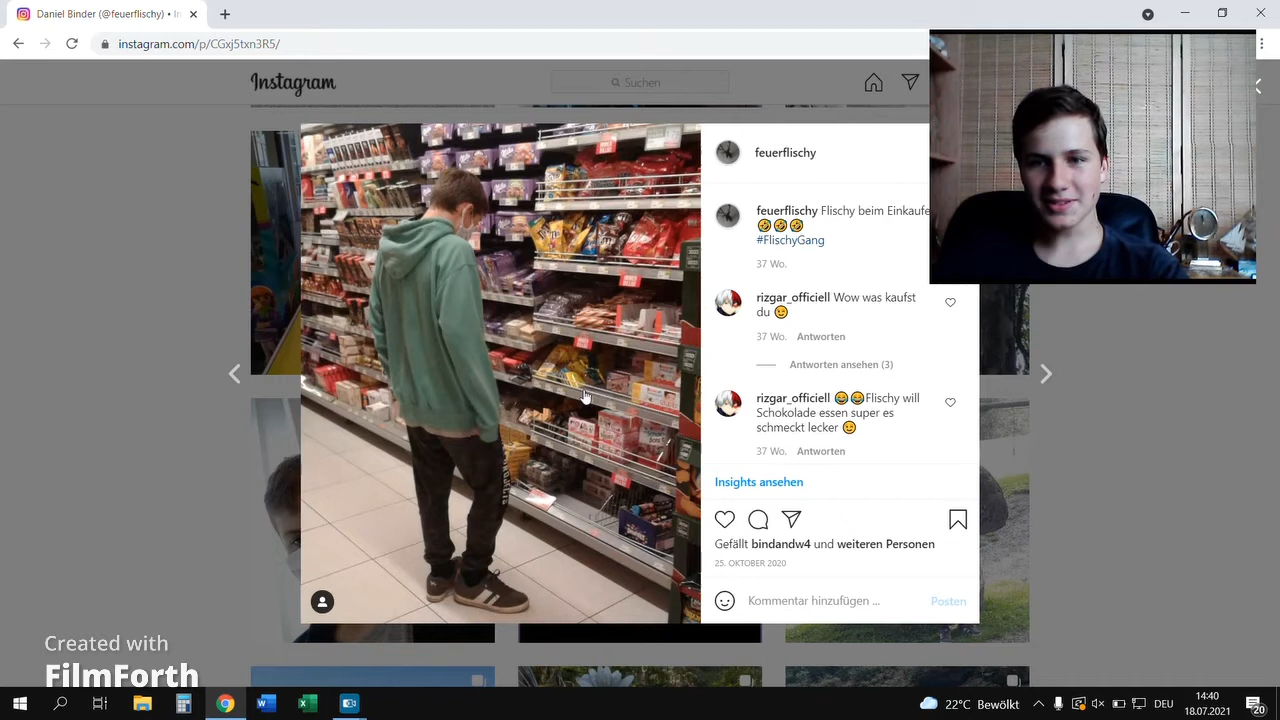 Daniel Binder (@feuerflischy) • In
instagram.com/p/CGxj5txn3R5/
Instagram
Suchen
feuerflischy
feuerflischy Flischy beim Einkaufe
🤣🤣🤣
#FlischyGang
37 Wo.
rizgar_officiell Wow was kaufst
du 😉
37 Wo. Antworten
Antworten ansehen (3)
rizgar_officiell 😂😂Flischy will
Schokolade essen super es
schmeckt lecker 😉
37 Wo. Antworten
Insights ansehen
Gefällt bindandw4 und weiteren Personen
25. OKTOBER 2020
Kommentar hinzufügen ...
Posten
Milka
Created with
FilmForth
22°C Bewölkt
DEU
14:40
18.07.2021
20